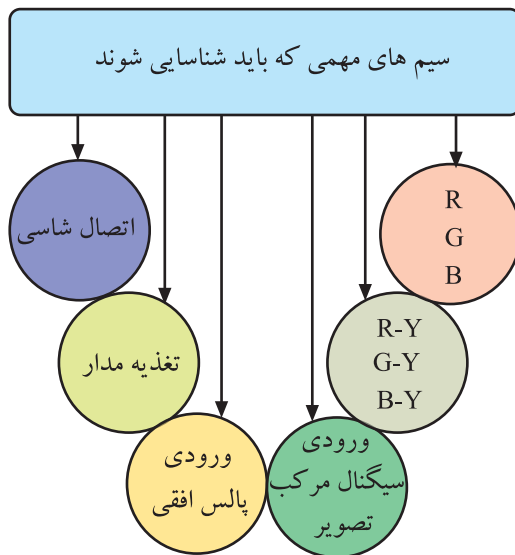 سیم های مهمی که باید شناسایی شوند
R
G
B
R-Y
G-Y
B-Y
ورودی
سیگنال مرکب
تصویر
ورودی
پالس افقی
تغذیه مدار
اتصال شاسی